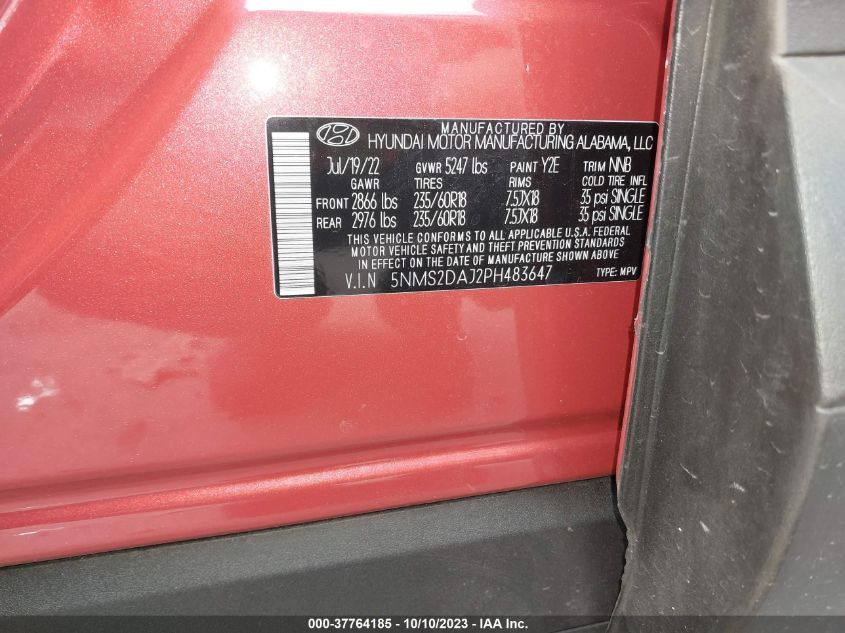 MANUFACTURED BY
HYUNDAI MOTOR MANUFACTURING ALABAMA, LLC
Jul/19/22 GVWR 5247 lbs PAINT Y2E TRIM NNB
GAWR TIRES RIMS COLD TIRE INFL
FRONT 2866 lbs 235/60R18 7.5JX18 35 psi SINGLE
REAR 2976 lbs 235/60R18 7.5JX18 35 psi SINGLE
THIS VEHICLE CONFORMS TO ALL APPLICABLE U.S.A. FEDERAL
MOTOR VEHICLE SAFETY AND THEFT PREVENTION STANDARDS
IN EFFECT ON THE DATE OF MANUFACTURE SHOWN ABOVE
V.I.N 5NMS2DAJ2PH483647 TYPE: MPV
000-37764185 - 10/10/2023 - IAA Inc.